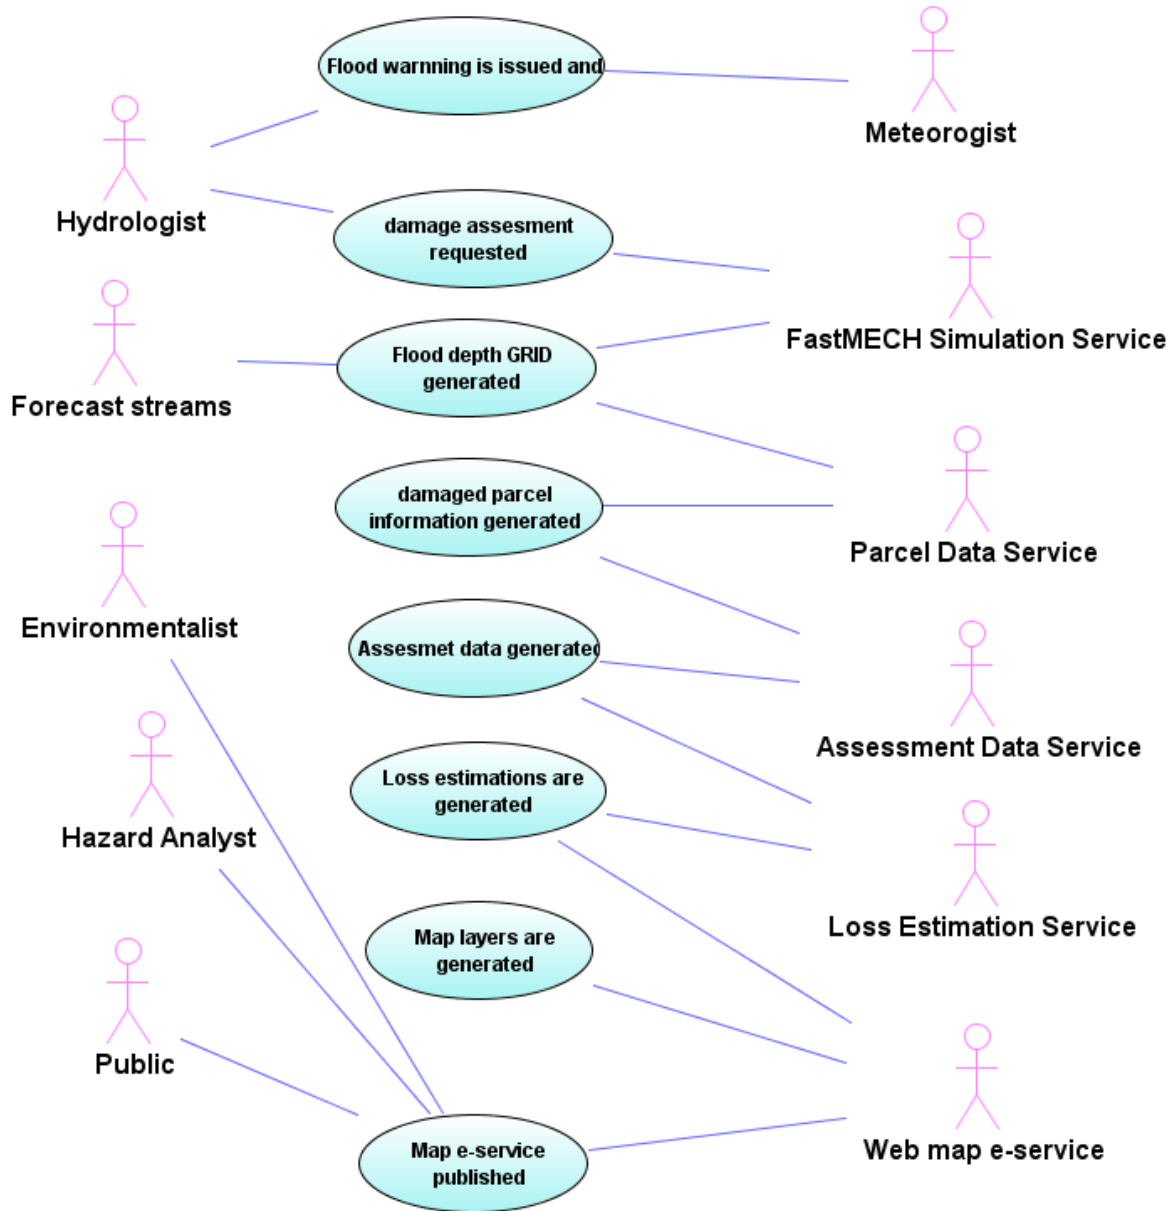 Flood warnning is issued and
Meteorogist
Hydrologist
damage assesment
requested
FastMECH Simulation Service
Flood depth GRID
generated
Forecast streams
damaged parcel
information generated
Parcel Data Service
Environmentalist
Assesmet data generated
Assessment Data Service
Hazard Analyst
Loss estimations are
generated
Loss Estimation Service
Map layers are
generated
Public
Map e-service
published
Web map e-service